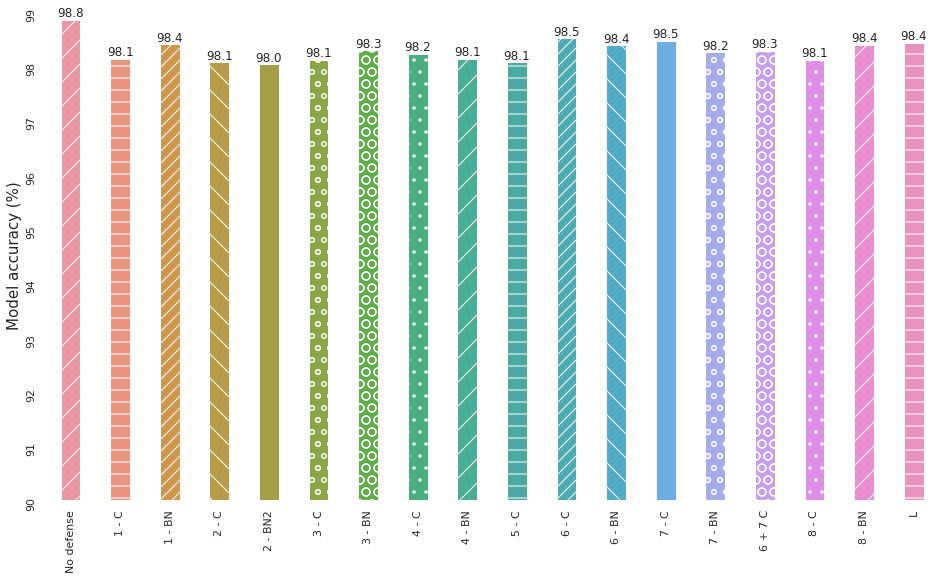 Model accuracy (%)
99
98
97
96
95
94
93
92
91
90
98.8
98.1
98.4
98.1
98.0
98.1
98.3
98.2
98.1
98.1
98.5
98.4
98.5
98.2
98.3
98.1
98.4
98.4
No defense
1 - C
1 - BN
2 - C
2 - BN2
3 - C
3 - BN
4 - C
4 - BN
5 - C
6 - C
6 - BN
7 - C
7 - BN
6 + 7 C
8 - C
8 - BN
L